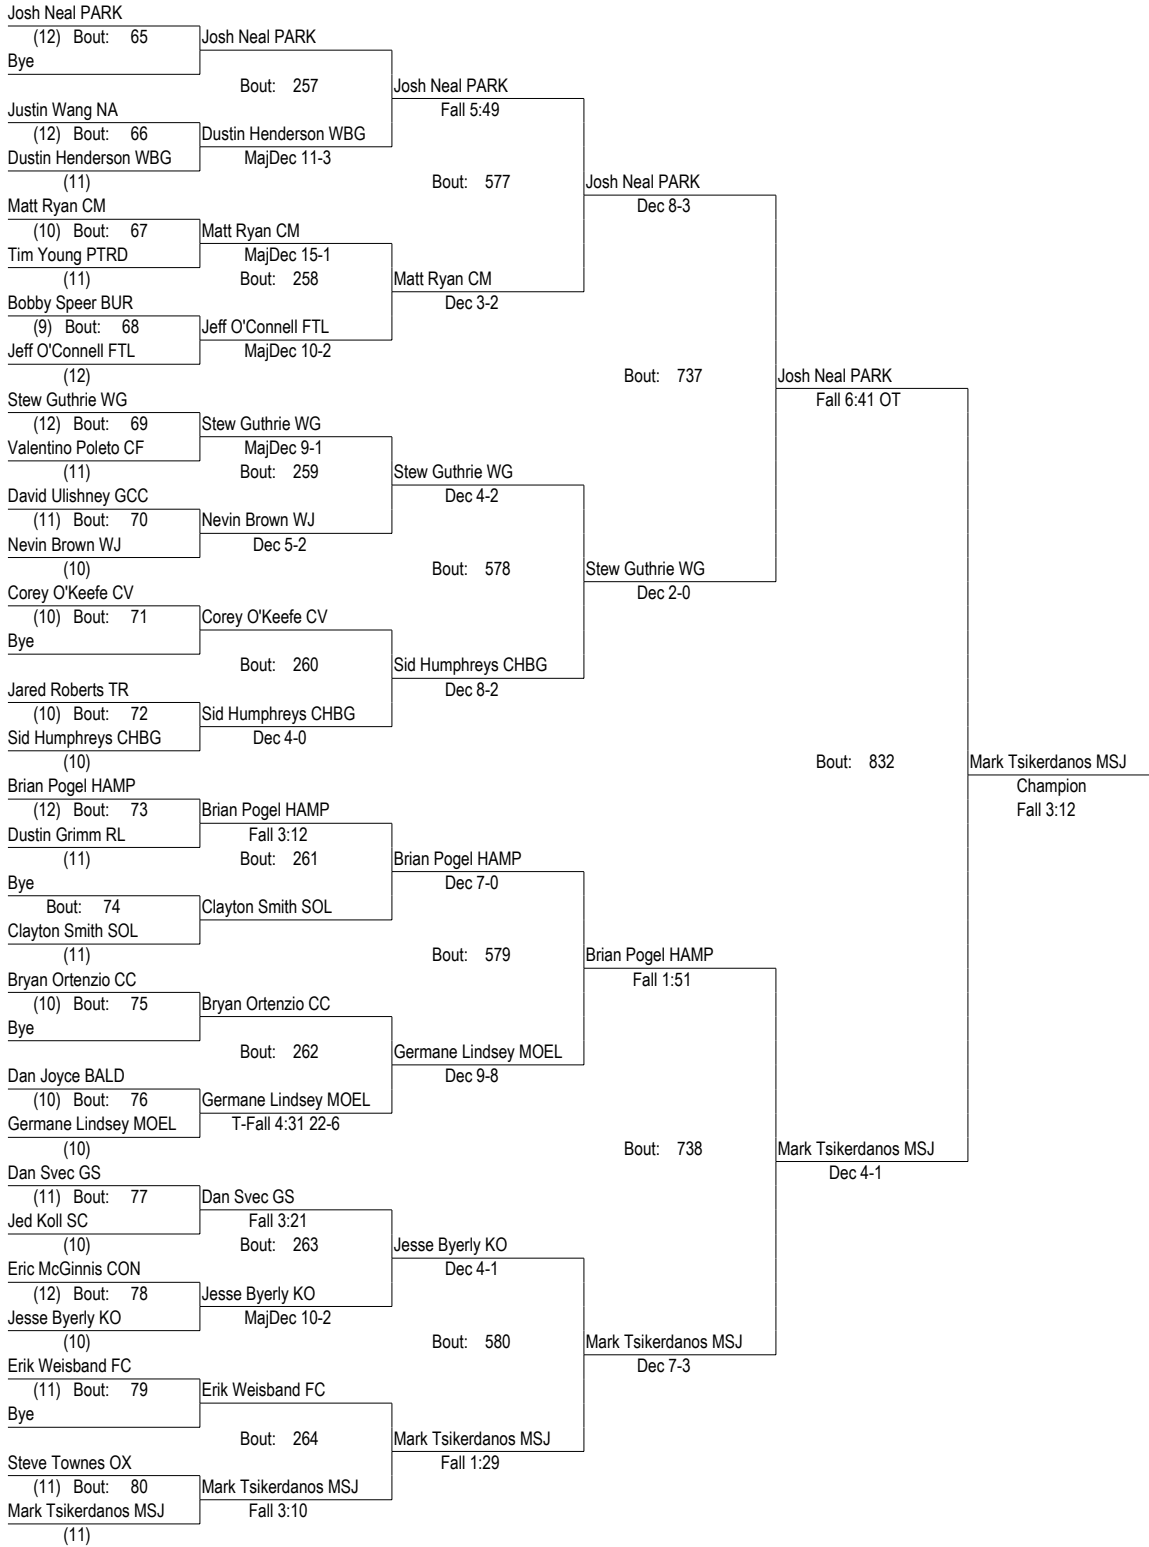 Josh Neal PARK
(12) Bout: 65 Josh Neal PARK
Bye
Bout: 257 Josh Neal PARK
Justin Wang NA Fall 5:49
(12) Bout: 66 Dustin Henderson WBG
Dustin Henderson WBG MajDec 11-3
(11) Bout: 577 Josh Neal PARK
Matt Ryan CM Dec 8-3
(10) Bout: 67 Matt Ryan CM
Tim Young PTRD MajDec 15-1
(11) Bout: 258 Matt Ryan CM
Bobby Speer BUR Dec 3-2
(9) Bout: 68 Jeff O'Connell FTL
Jeff O'Connell FTL MajDec 10-2
(12) Bout: 737 Josh Neal PARK
Stew Guthrie WG Fall 6:41 OT
(12) Bout: 69 Stew Guthrie WG
Valentino Poleto CF MajDec 9-1
(11) Bout: 259 Stew Guthrie WG
David Ulishney GCC Dec 4-2
(11) Bout: 70 Nevin Brown WJ
Nevin Brown WJ Dec 5-2
(10) Bout: 578 Stew Guthrie WG
Corey O'Keefe CV Dec 2-0
(10) Bout: 71 Corey O'Keefe CV
Bye
Bout: 260 Sid Humphreys CHBG
Jared Roberts TR Dec 8-2
(10) Bout: 72 Sid Humphreys CHBG
Sid Humphreys CHBG Dec 4-0
(10) Bout: 832 Mark Tsikerdanos MSJ
Brian Pogel HAMP Champion
(12) Bout: 73 Brian Pogel HAMP Fall 3:12
Dustin Grimm RL Fall 3:12
(11) Bout: 261 Brian Pogel HAMP
Bye Dec 7-0
Bout: 74 Clayton Smith SOL
Clayton Smith SOL
(11) Bout: 579 Brian Pogel HAMP
Bryan Ortenzio CC Fall 1:51
(10) Bout: 75 Bryan Ortenzio CC
Bye
Bout: 262 Germane Lindsey MOEL
Dan Joyce BALD Dec 9-8
(10) Bout: 76 Germane Lindsey MOEL
Germane Lindsey MOEL T-Fall 4:31 22-6
(10) Bout: 738 Mark Tsikerdanos MSJ
Dan Svec GS Dec 4-1
(11) Bout: 77 Dan Svec GS
Jed Koll SC Fall 3:21
(10) Bout: 263 Jesse Byerly KO
Eric McGinnis CON Dec 4-1
(12) Bout: 78 Jesse Byerly KO
Jesse Byerly KO MajDec 10-2
(10) Bout: 580 Mark Tsikerdanos MSJ
Erik Weisband FC Dec 7-3
(11) Bout: 79 Erik Weisband FC
Bye
Bout: 264 Mark Tsikerdanos MSJ
Steve Townes OX Fall 1:29
(11) Bout: 80 Mark Tsikerdanos MSJ
Mark Tsikerdanos MSJ Fall 3:10
(11)